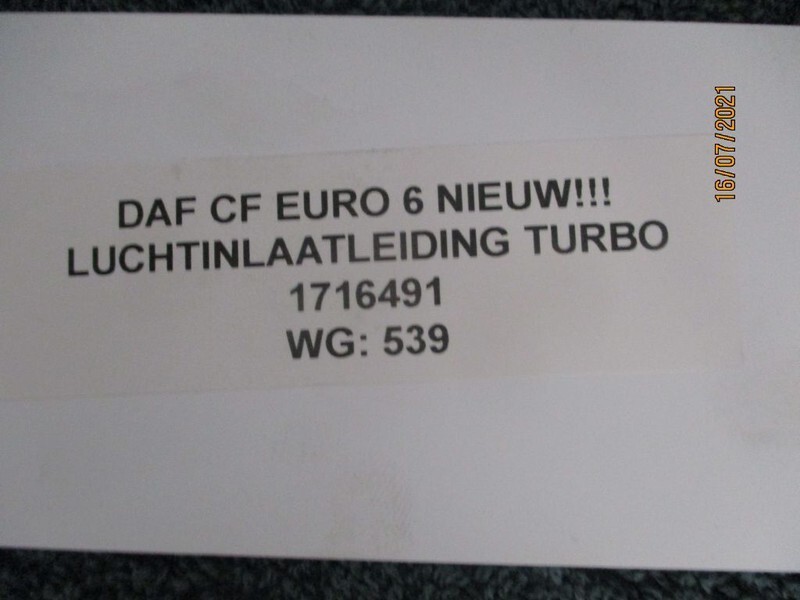 DAF CF EURO 6 NIEUW!!!
LUCHTINLAATLEIDING TURBO
1716491
WG: 539
16/07/2021